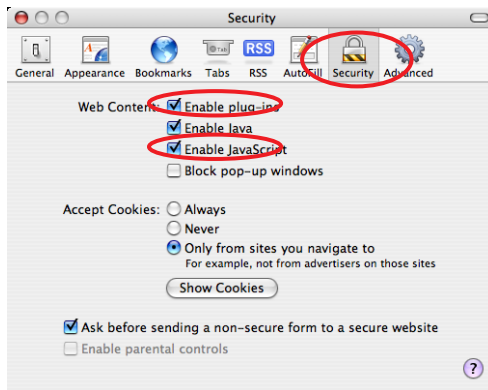 Security
RSS
General Appearance Bookmarks Tabs RSS AutoFill Security Advanced
Web Content: Enable plug-ins
Enable Java
Enable JavaScript
Block pop-up windows
Accept Cookies: Always
Never
Only from sites you navigate to
For example, not from advertisers on those sites
Show Cookies
Ask before sending a non-secure form to a secure website
Enable parental controls
?